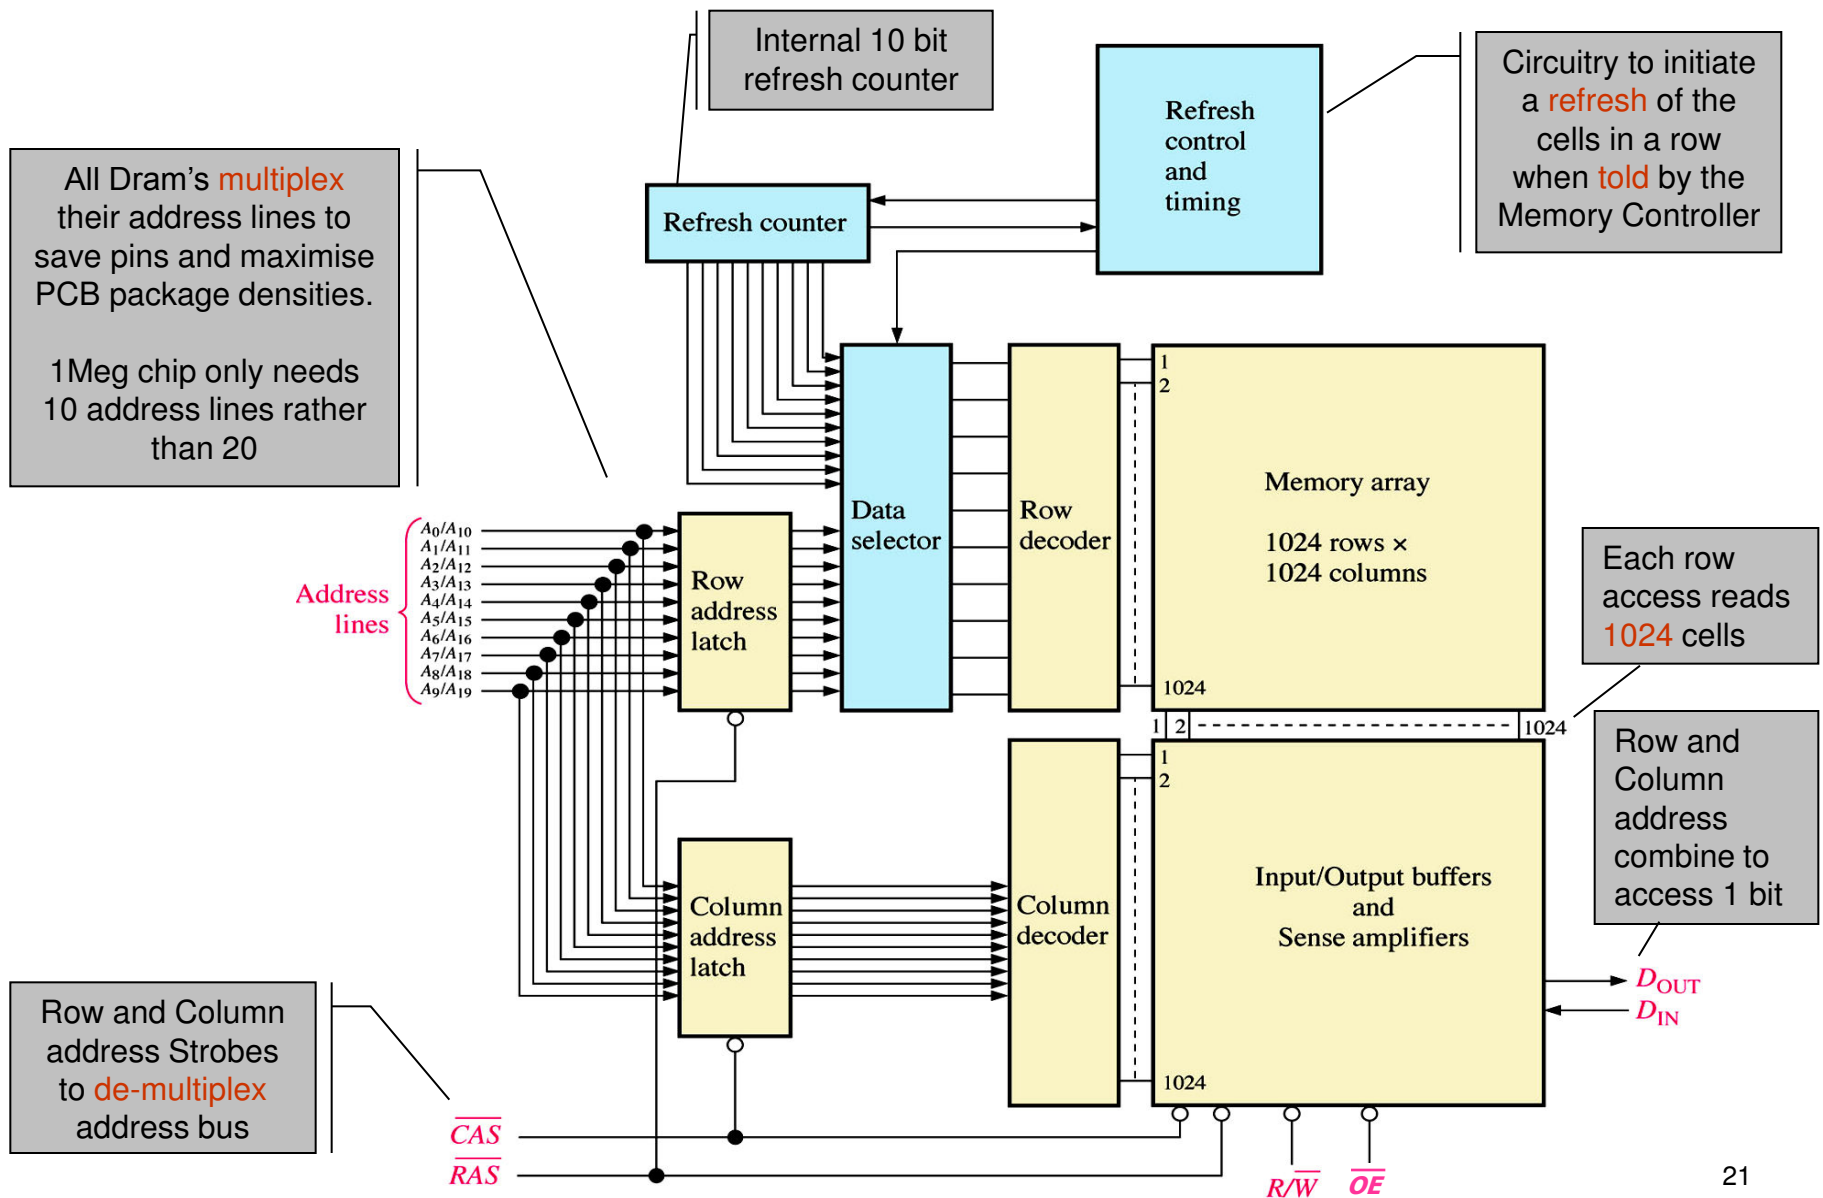 Internal 10 bit
refresh counter
Circuitry to initiate
a refresh of the
cells in a row
when told by the
Memory Controller
Refresh
control
and
timing
All Dram's multiplex
their address lines to
save pins and maximise
PCB package densities.
1Meg chip only needs
10 address lines rather
than 20
Refresh counter
1
2
Memory array
1024 rows ×
1024 columns
1024
Data
selector
Row
decoder
Each row
access reads
1024 cells
Address
lines
A0/A10
A1/A11
A2/A12
A3/A13
A4/A14
A5/A15
A6/A16
A7/A17
A8/A18
A9/A19
Row
address
latch
1 2 1024
Row and
Column
address
combine to
access 1 bit
1
2
Column
address
latch
Column
decoder
Input/Output buffers
and
Sense amplifiers
1024
DOUT
DIN
Row and Column
address Strobes
to de-multiplex
address bus
C̅A̅S̅
R̅A̅S̅
R/W̅
O̅E̅
21